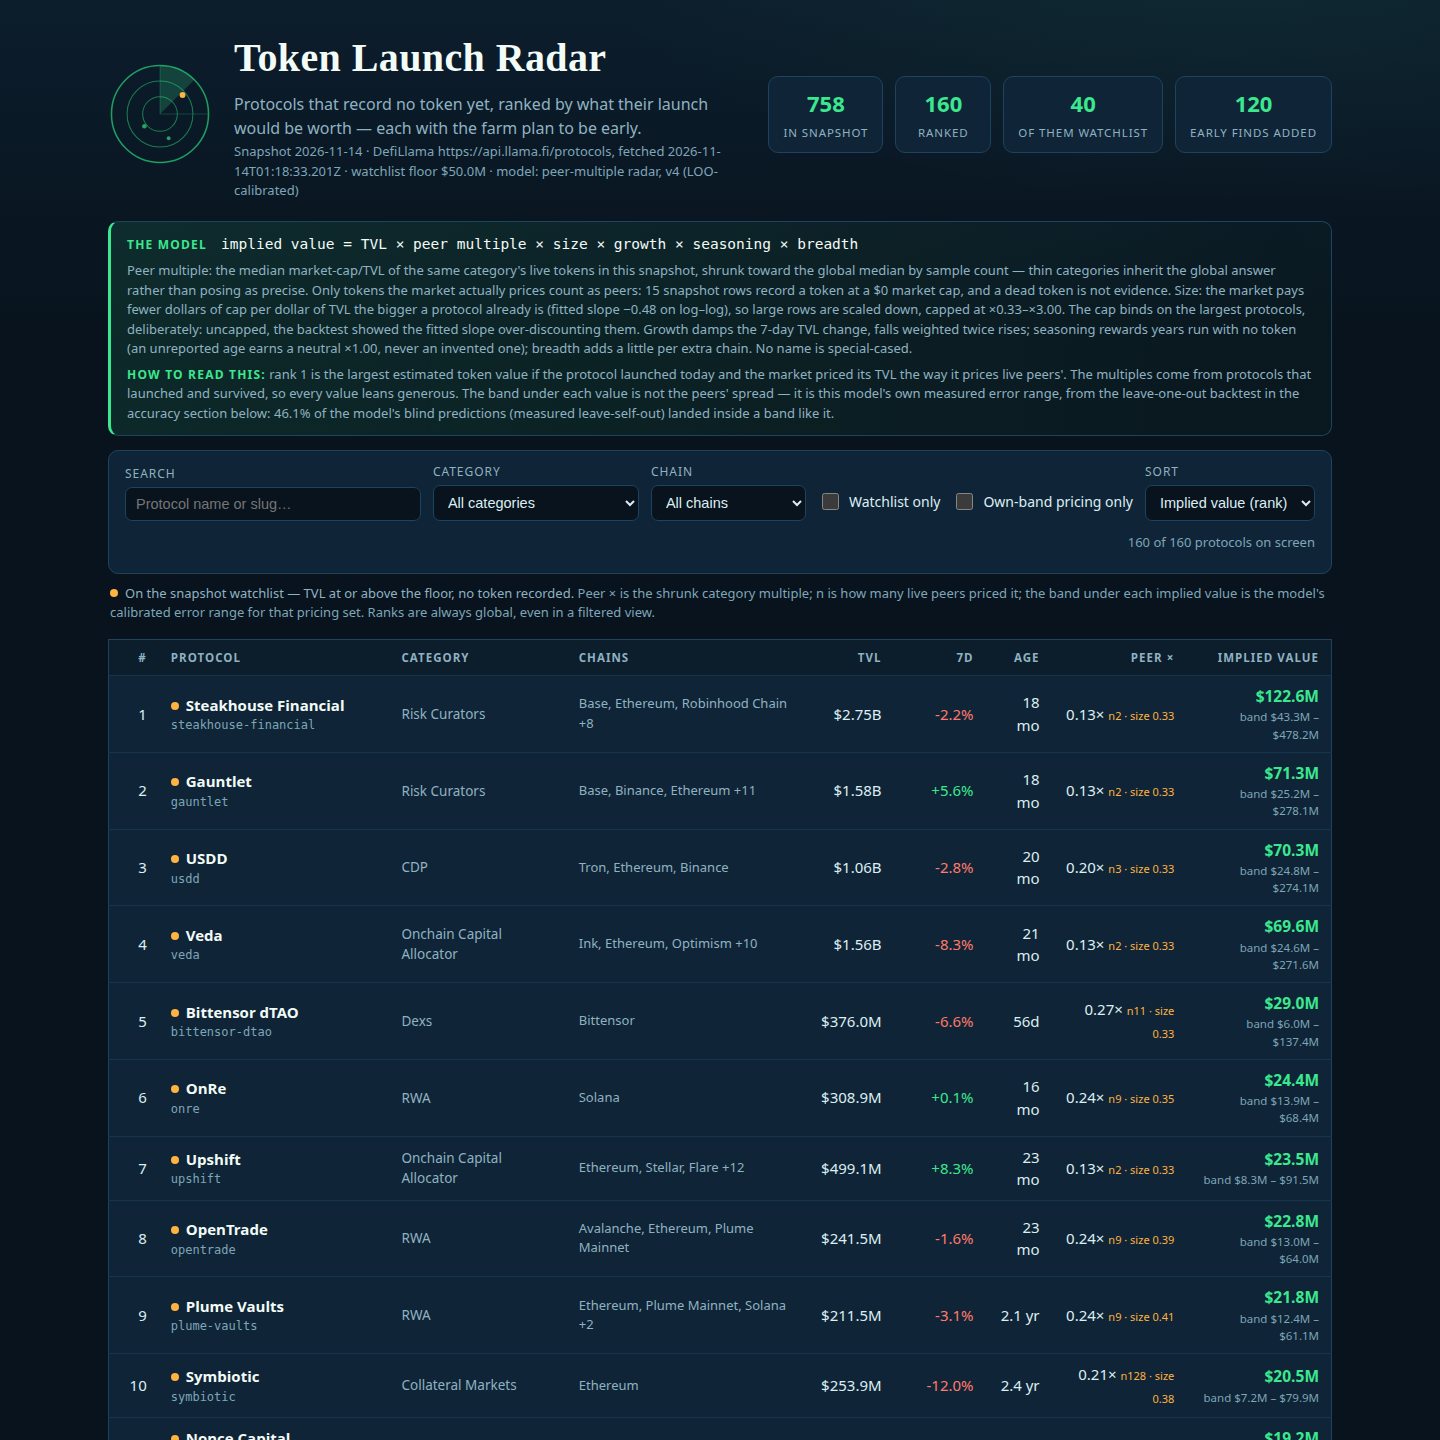 Token Launch Radar
Protocols that record no token yet, ranked by what their launch
would be worth — each with the farm plan to be early.
Snapshot 2026-11-14 · DefiLlama https://api.llama.fi/protocols, fetched 2026-11-
14T01:18:33.201Z · watchlist floor $50.0M · model: peer-multiple radar, v4 (LOO-
calibrated)
758
IN SNAPSHOT
160
RANKED
40
OF THEM WATCHLIST
120
EARLY FINDS ADDED
THE MODEL implied value = TVL × peer multiple × size × growth × seasoning × breadth
Peer multiple: the median market-cap/TVL of the same category's live tokens in this snapshot, shrunk toward the global median by sample count — thin categories inherit the global answer
rather than posing as precise. Only tokens the market actually prices count as peers: 15 snapshot rows record a token at a $0 market cap, and a dead token is not evidence. Size: the market pays
fewer dollars of cap per dollar of TVL the bigger a protocol already is (fitted slope −0.48 on log–log), so large rows are scaled down, capped at ×0.33–×3.00. The cap binds on the largest protocols,
deliberately: uncapped, the backtest showed the fitted slope over-discounting them. Growth damps the 7-day TVL change, falls weighted twice rises; seasoning rewards years run with no token
(an unreported age earns a neutral ×1.00, never an invented one); breadth adds a little per extra chain. No name is special-cased.
HOW TO READ THIS: rank 1 is the largest estimated token value if the protocol launched today and the market priced its TVL the way it prices live peers'. The multiples come from protocols that
launched and survived, so every value leans generous. The band under each value is not the peers' spread — it is this model's own measured error range, from the leave-one-out backtest in the
accuracy section below: 46.1% of the model's blind predictions (measured leave-self-out) landed inside a band like it.
SEARCH
Protocol name or slug…
CATEGORY
All categories
CHAIN
All chains
Watchlist only
Own-band pricing only
SORT
Implied value (rank)
160 of 160 protocols on screen
On the snapshot watchlist — TVL at or above the floor, no token recorded. Peer × is the shrunk category multiple; n is how many live peers priced it; the band under each implied value is the model's
calibrated error range for that pricing set. Ranks are always global, even in a filtered view.
# PROTOCOL CATEGORY CHAINS TVL 7D AGE PEER × IMPLIED VALUE
1 Steakhouse Financial
steakhouse-financial
Risk Curators
Base, Ethereum, Robinhood Chain
+8
$2.75B -2.2% 18
mo
0.13× n2 · size 0.33
$122.6M
band $43.3M –
$478.2M
2 Gauntlet
gauntlet
Risk Curators
Base, Binance, Ethereum +11
$1.58B +5.6% 18
mo
0.13× n2 · size 0.33
$71.3M
band $25.2M –
$278.1M
3 USDD
usdd
CDP
Tron, Ethereum, Binance
$1.06B -2.8% 20
mo
0.20× n3 · size 0.33
$70.3M
band $24.8M –
$274.1M
4 Veda
veda
Onchain Capital
Allocator
Ink, Ethereum, Optimism +10
$1.56B -8.3% 21
mo
0.13× n2 · size 0.33
$69.6M
band $24.6M –
$271.6M
5 Bittensor dTAO
bittensor-dtao
Dexs
Bittensor
$376.0M -6.6% 56d
0.27× n11 · size
0.33
$29.0M
band $6.0M –
$137.4M
6 OnRe
onre
RWA
Solana
$308.9M +0.1% 16
mo
0.24× n9 · size 0.35
$24.4M
band $13.9M –
$68.4M
7 Upshift
upshift
Onchain Capital
Allocator
Ethereum, Stellar, Flare +12
$499.1M +8.3% 23
mo
0.13× n2 · size 0.33
$23.5M
band $8.3M – $91.5M
8 OpenTrade
opentrade
RWA
Avalanche, Ethereum, Plume
Mainnet
$241.5M -1.6% 23
mo
0.24× n9 · size 0.39
$22.8M
band $13.0M –
$64.0M
9 Plume Vaults
plume-vaults
RWA
Ethereum, Plume Mainnet, Solana
+2
$211.5M -3.1% 2.1 yr
0.24× n9 · size 0.41
$21.8M
band $12.4M –
$61.1M
10 Symbiotic
symbiotic
Collateral Markets
Ethereum
$253.9M -12.0% 2.4 yr
0.21× n128 · size
0.38
$20.5M
band $7.2M – $79.9M
Nonce Capital
$19.2M